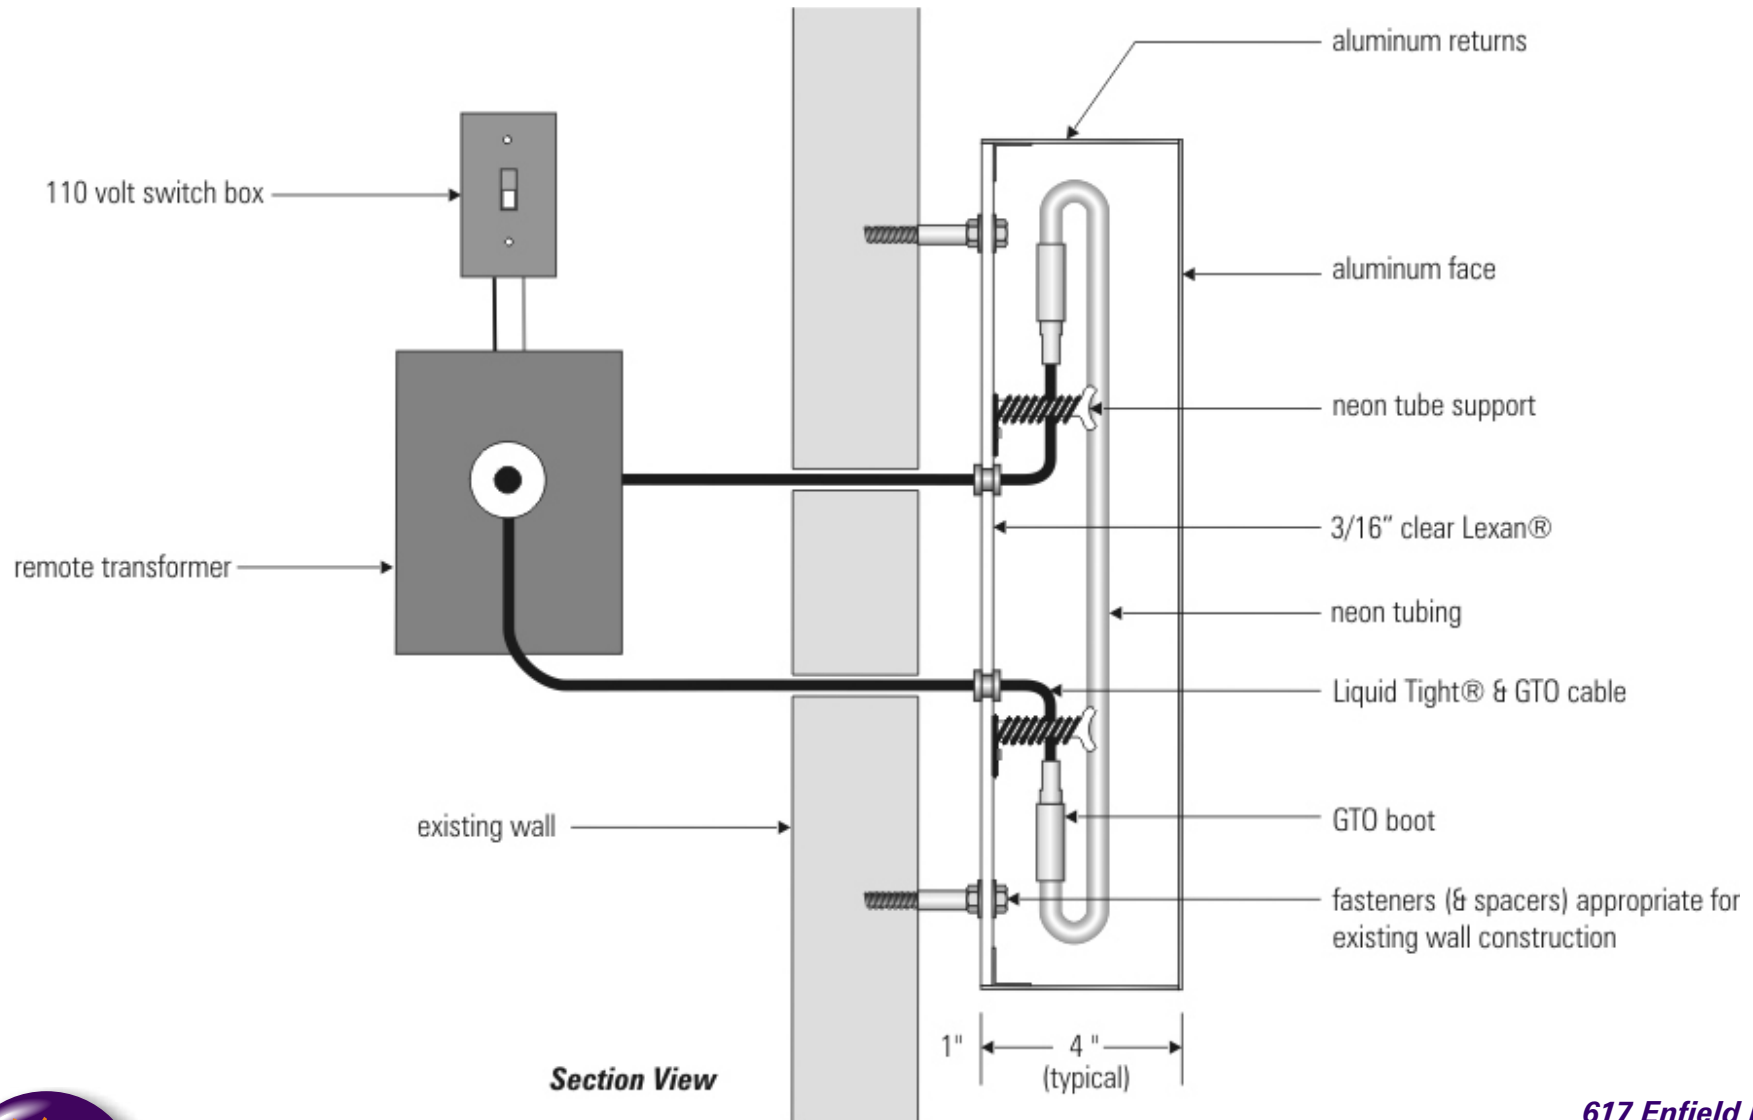 aluminum returns
110 volt switch box
aluminum face
neon tube support
3/16” clear Lexan®
remote transformer
neon tubing
Liquid Tight® & GTO cable
existing wall
GTO boot
fasteners (& spacers) appropriate for
existing wall construction
1" 4 "
(typical)
Section View
617 Enfield